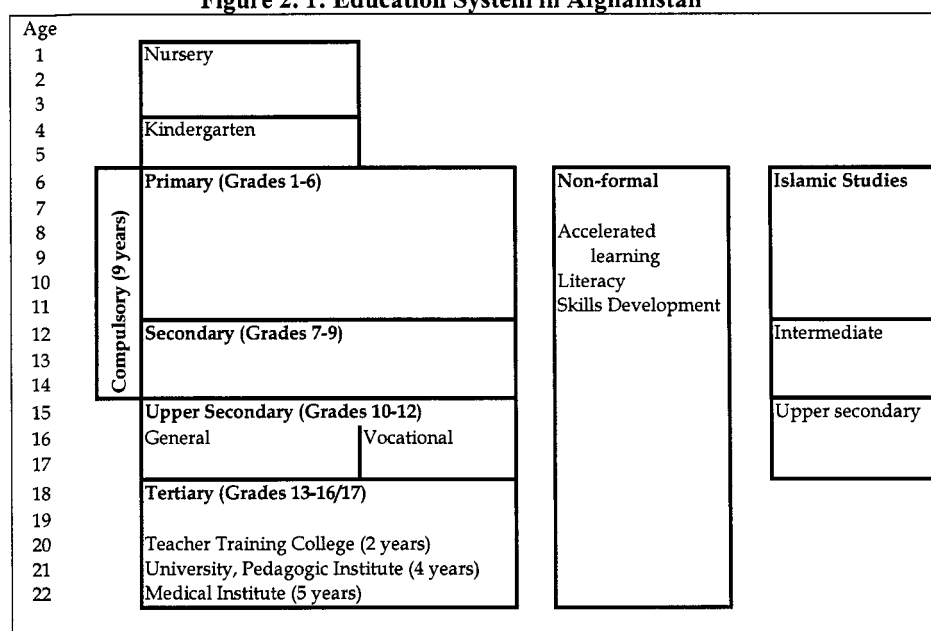 Figure 2. 1. Education System in Afghanistan
Age
1 Nursery
2
3
4 Kindergarten
5
6 Primary (Grades 1-6) Non-formal Islamic Studies
7
8 Accelerated
9 learning
10 Literacy
11 Skills Development
Compulsory (9 years)
12 Secondary (Grades 7-9) Intermediate
13
14
15 Upper Secondary (Grades 10-12) Upper secondary
16 General Vocational
17
18 Tertiary (Grades 13-16/17)
19
20 Teacher Training College (2 years)
21 University, Pedagogic Institute (4 years)
22 Medical Institute (5 years)